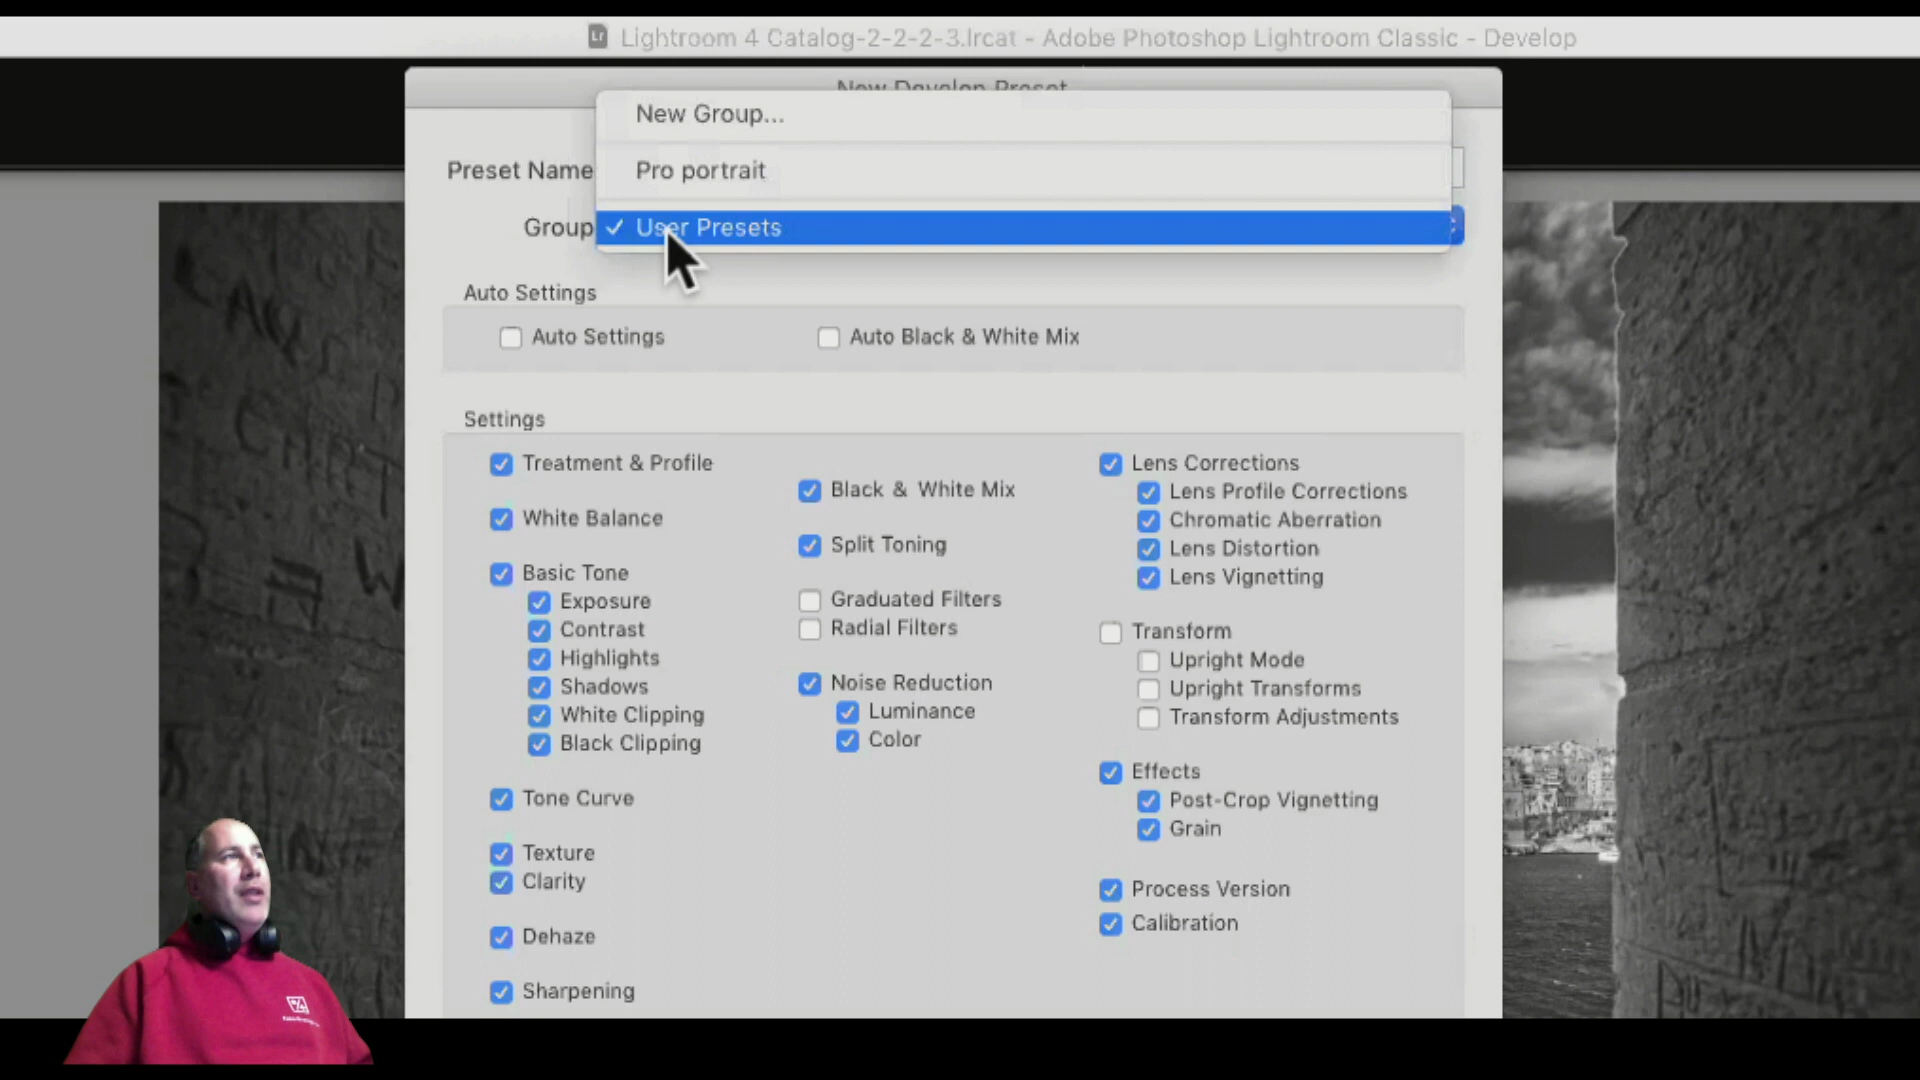 Lightroom 4 Catalog-2-2-2-3.lrcat - Adobe Photoshop Lightroom Classic - Develop
New Develop Preset
New Group...
Preset Name
Pro portrait
Group
✓ User Presets
Auto Settings
Auto Settings
Auto Black & White Mix
Settings
Treatment & Profile
White Balance
Basic Tone
Exposure
Contrast
Highlights
Shadows
White Clipping
Black Clipping
Tone Curve
Texture
Clarity
Dehaze
Sharpening
Black & White Mix
Split Toning
Graduated Filters
Radial Filters
Noise Reduction
Luminance
Color
Lens Corrections
Lens Profile Corrections
Chromatic Aberration
Lens Distortion
Lens Vignetting
Transform
Upright Mode
Upright Transforms
Transform Adjustments
Effects
Post-Crop Vignetting
Grain
Process Version
Calibration